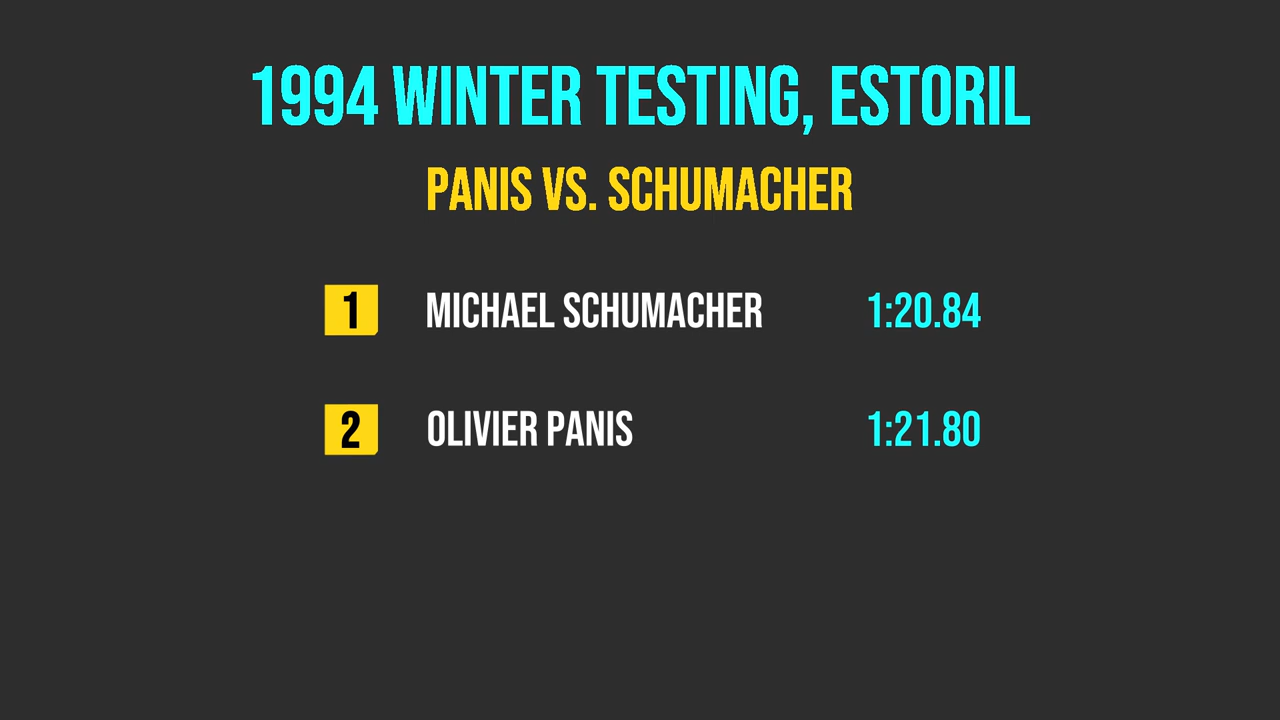 1994 WINTER TESTING, ESTORIL
PANIS VS. SCHUMACHER
1 MICHAEL SCHUMACHER 1:20.84
2 OLIVIER PANIS 1:21.80